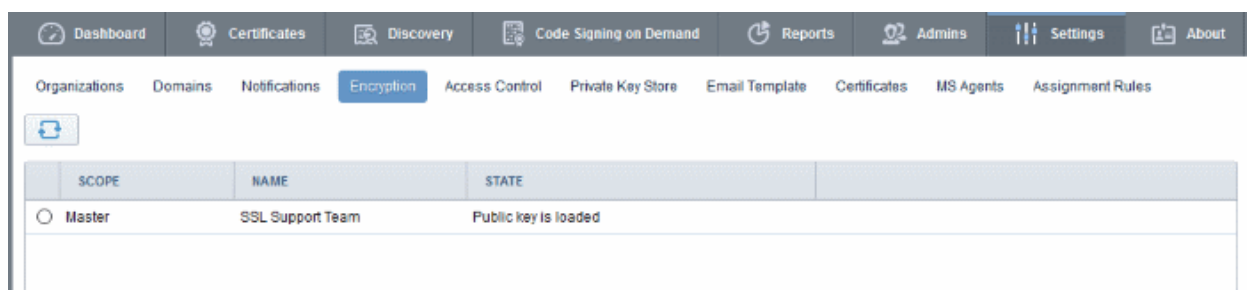 Dashboard Certificates Discovery Code Signing on Demand Reports Admins Settings About
Organizations Domains Notifications Encryption Access Control Private Key Store Email Template Certificates MS Agents Assignment Rules
SCOPE NAME STATE
Master SSL Support Team Public key is loaded